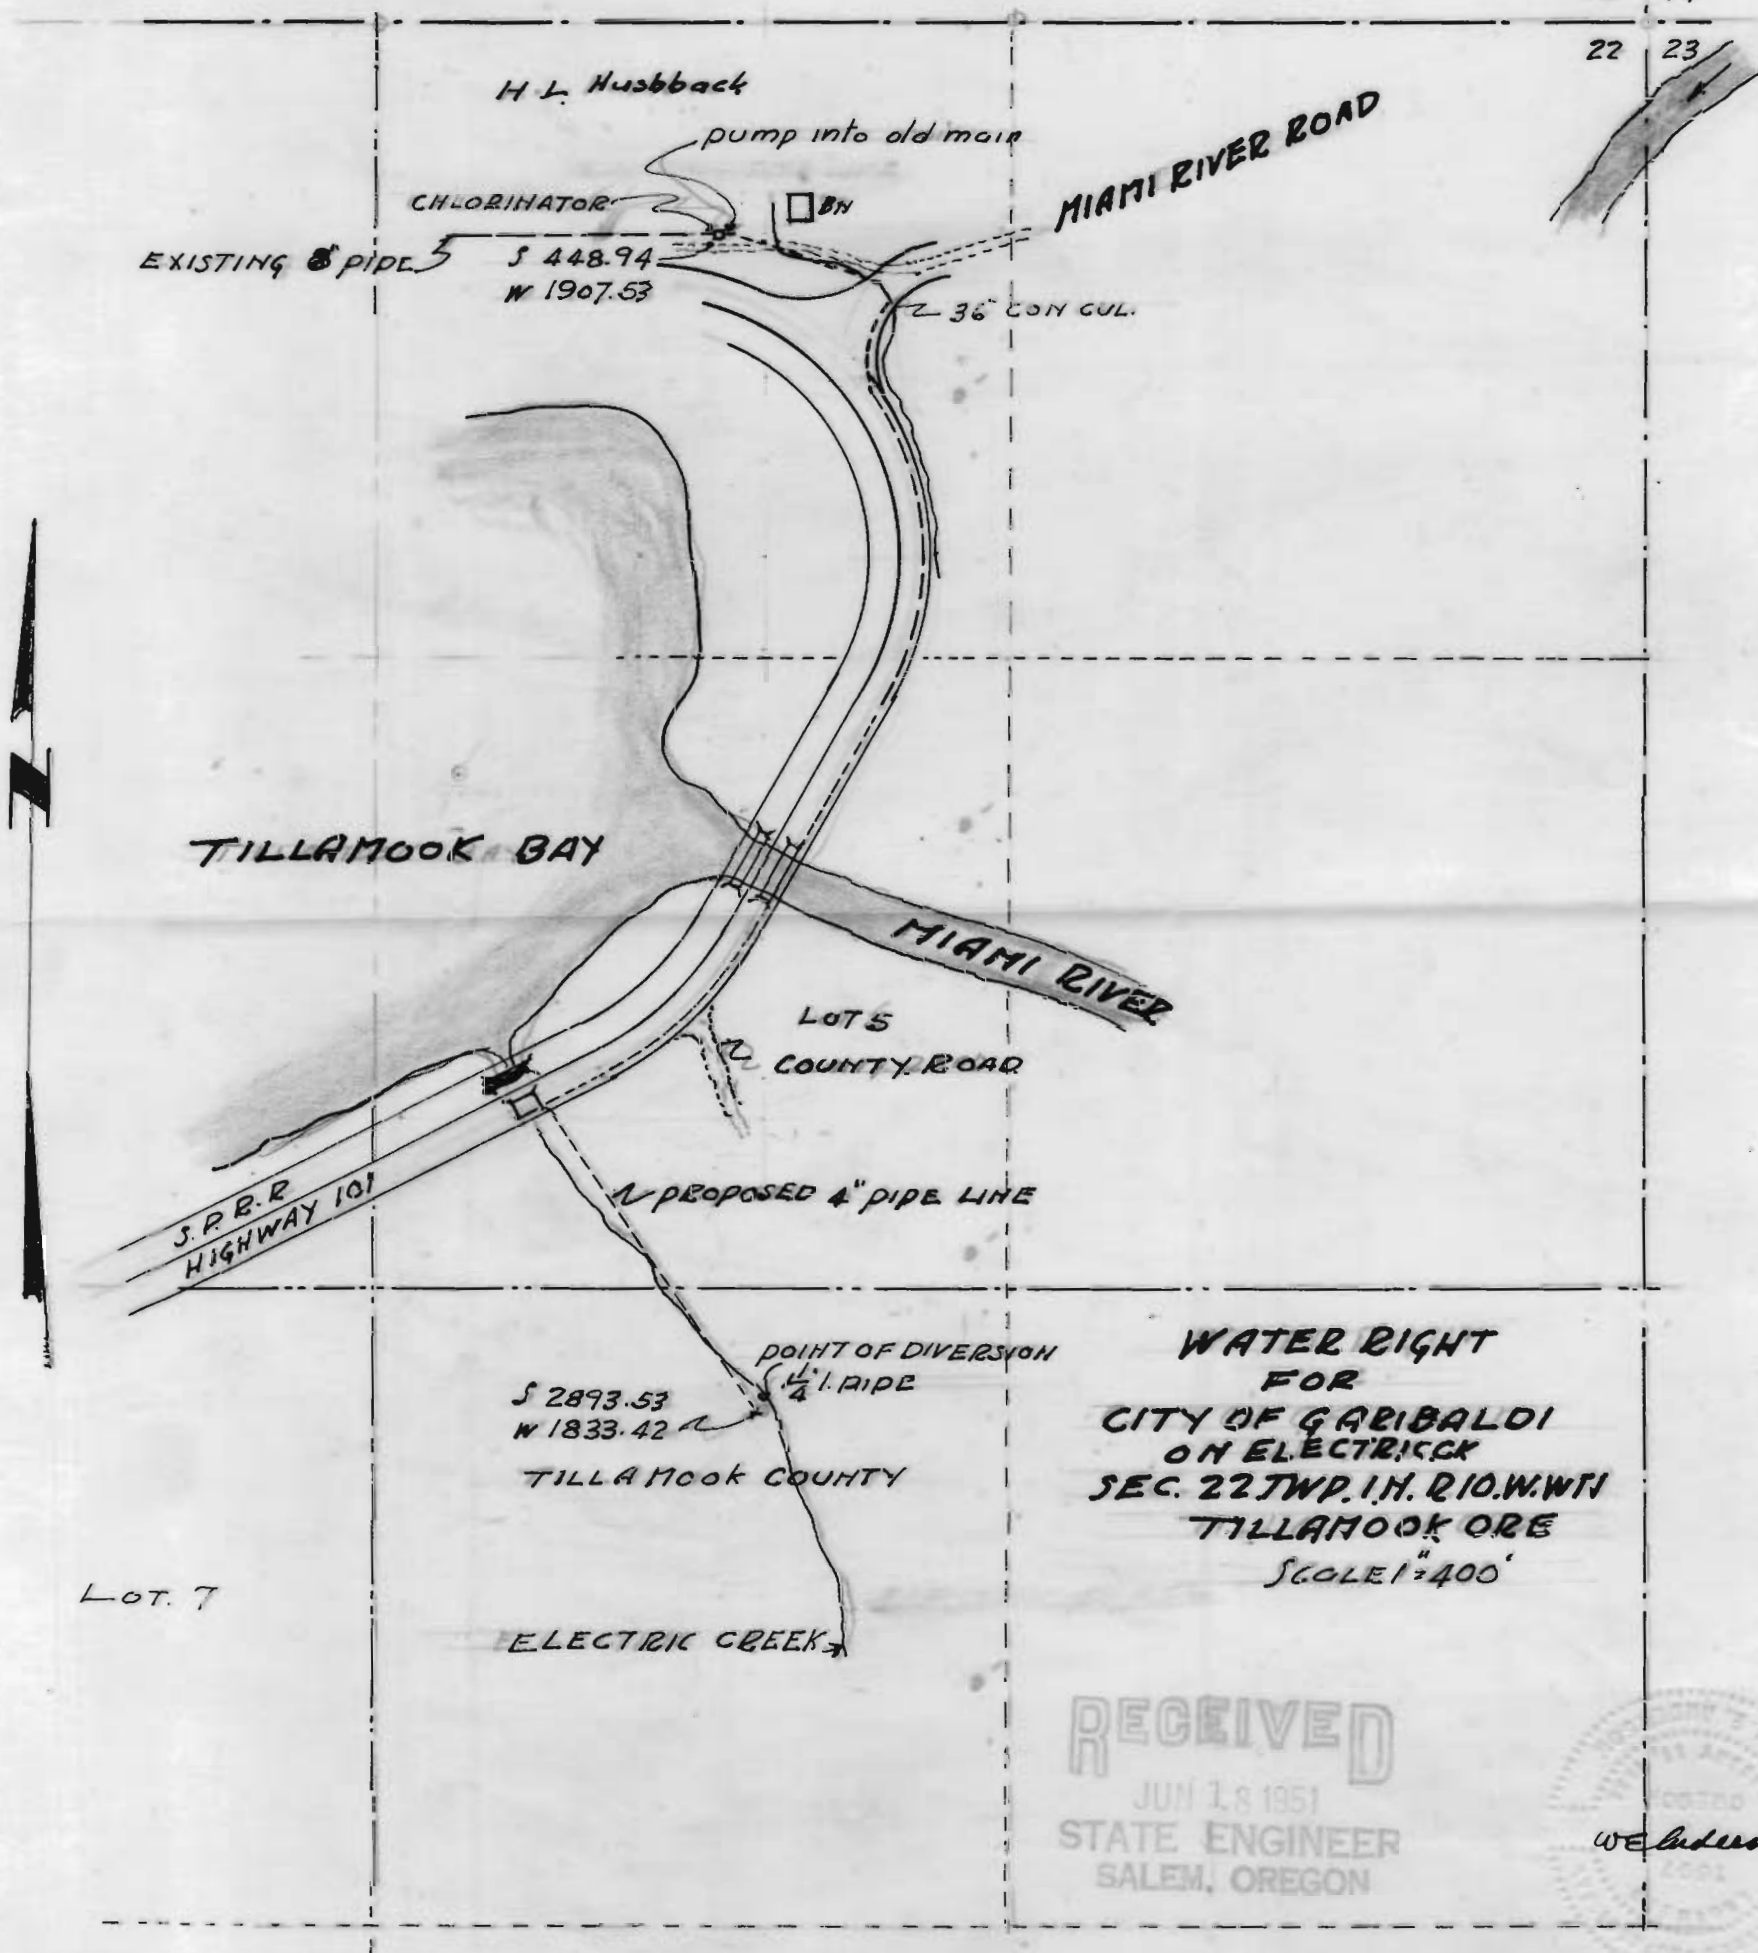 22 23
H L Husbback
pump into old main
MIAMI RIVER ROAD
CHLORINATOR
BN
EXISTING 8" PIPE
S 448.94
W 1907.53
36" CON CUL.
N
TILLAMOOK BAY
MIAMI RIVER
LOT 5
COUNTY ROAD
S.P.R.R
HIGHWAY 101
PROPOSED 4" PIPE LINE
POINT OF DIVERSION
PIPE
S 2893.53
W 1833.42
TILLAMOOK COUNTY
WATER RIGHT
FOR
CITY OF GARIBALDI
ON ELECTRIC CK
SEC. 22 TWP. 1.N. R10.W.WM
TILLAMOOK ORE
SCALE 1"=400'
LOT. 7
ELECTRIC CREEK
RECEIVED
JUN 18 1951
STATE ENGINEER
SALEM, OREGON
WE